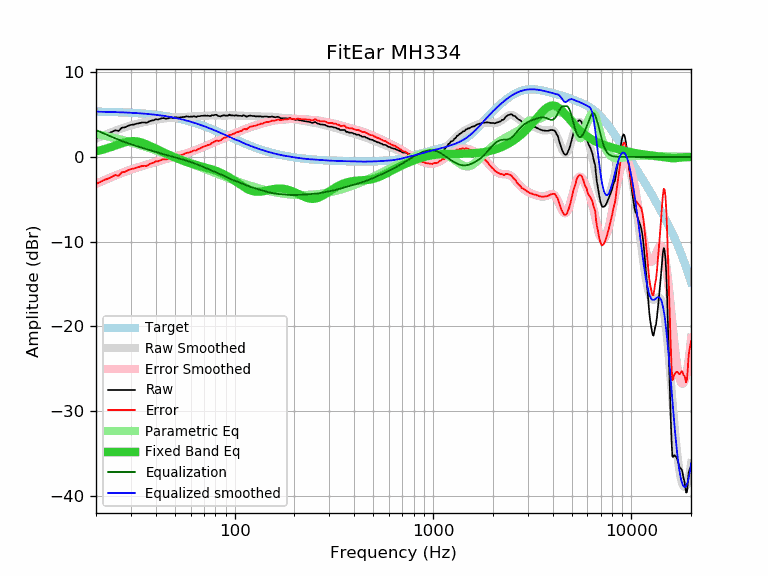 FitEar MH334
10
0
−10
−20
−30
−40
Amplitude (dBr)
Target
Raw Smoothed
Error Smoothed
Raw
Error
Parametric Eq
Fixed Band Eq
Equalization
Equalized smoothed
100
1000
10000
Frequency (Hz)